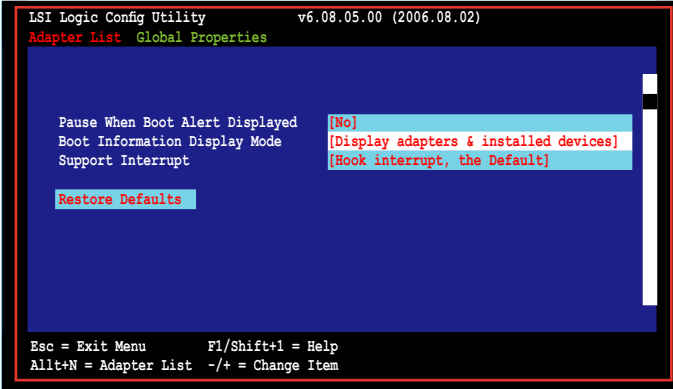 LSI Logic Config Utility v6.08.05.00 (2006.08.02)
Adapter List Global Properties
Pause When Boot Alert Displayed [No]
Boot Information Display Mode [Display adapters & installed devices]
Support Interrupt [Hook interrupt, the Default]
Restore Defaults
Esc = Exit Menu F1/Shift+1 = Help
Allt+N = Adapter List -/+ = Change Item